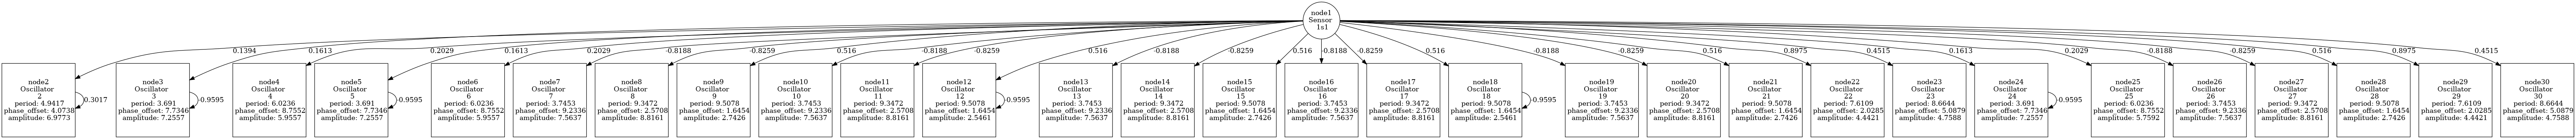 node1
Sensor
1s1
0.1394
0.1613
0.2029
0.1613
0.2029
-0.8188
-0.8259
0.516
-0.8188
-0.8259
0.516
-0.8188
-0.8259
0.516
-0.8188
-0.8259
0.516
-0.8188
-0.8259
0.516
0.8975
0.4515
0.1613
0.2029
-0.8188
-0.8259
0.516
0.8975
0.4515
node2
Oscillator
2
period: 4.9417
phase_offset: 4.0738
amplitude: 6.9773
0.3017
node3
Oscillator
3
period: 3.691
phase_offset: 7.7346
amplitude: 7.2557
0.9595
node4
Oscillator
4
period: 6.0236
phase_offset: 8.7552
amplitude: 5.9557
node5
Oscillator
5
period: 3.691
phase_offset: 7.7346
amplitude: 7.2557
0.9595
node6
Oscillator
6
period: 6.0236
phase_offset: 8.7552
amplitude: 5.9557
node7
Oscillator
7
period: 3.7453
phase_offset: 9.2336
amplitude: 7.5637
node8
Oscillator
8
period: 9.3472
phase_offset: 2.5708
amplitude: 8.8161
node9
Oscillator
9
period: 9.5078
phase_offset: 1.6454
amplitude: 2.7426
node10
Oscillator
10
period: 3.7453
phase_offset: 9.2336
amplitude: 7.5637
node11
Oscillator
11
period: 9.3472
phase_offset: 2.5708
amplitude: 8.8161
node12
Oscillator
12
period: 9.5078
phase_offset: 1.6454
amplitude: 2.5461
0.9595
node13
Oscillator
13
period: 3.7453
phase_offset: 9.2336
amplitude: 7.5637
node14
Oscillator
14
period: 9.3472
phase_offset: 2.5708
amplitude: 8.8161
node15
Oscillator
15
period: 9.5078
phase_offset: 1.6454
amplitude: 2.7426
node16
Oscillator
16
period: 3.7453
phase_offset: 9.2336
amplitude: 7.5637
node17
Oscillator
17
period: 9.3472
phase_offset: 2.5708
amplitude: 8.8161
node18
Oscillator
18
period: 9.5078
phase_offset: 1.6454
amplitude: 2.5461
0.9595
node19
Oscillator
19
period: 3.7453
phase_offset: 9.2336
amplitude: 7.5637
node20
Oscillator
20
period: 9.3472
phase_offset: 2.5708
amplitude: 8.8161
node21
Oscillator
21
period: 9.5078
phase_offset: 1.6454
amplitude: 2.7426
node22
Oscillator
22
period: 7.6109
phase_offset: 2.0285
amplitude: 4.4421
node23
Oscillator
23
period: 8.6644
phase_offset: 5.0879
amplitude: 4.7588
node24
Oscillator
24
period: 3.691
phase_offset: 7.7346
amplitude: 7.2557
0.9595
node25
Oscillator
25
period: 6.0236
phase_offset: 8.7552
amplitude: 5.7592
node26
Oscillator
26
period: 3.7453
phase_offset: 9.2336
amplitude: 7.5637
node27
Oscillator
27
period: 9.3472
phase_offset: 2.5708
amplitude: 8.8161
node28
Oscillator
28
period: 9.5078
phase_offset: 1.6454
amplitude: 2.7426
node29
Oscillator
29
period: 7.6109
phase_offset: 2.0285
amplitude: 4.4421
node30
Oscillator
30
period: 8.6644
phase_offset: 5.0879
amplitude: 4.7588